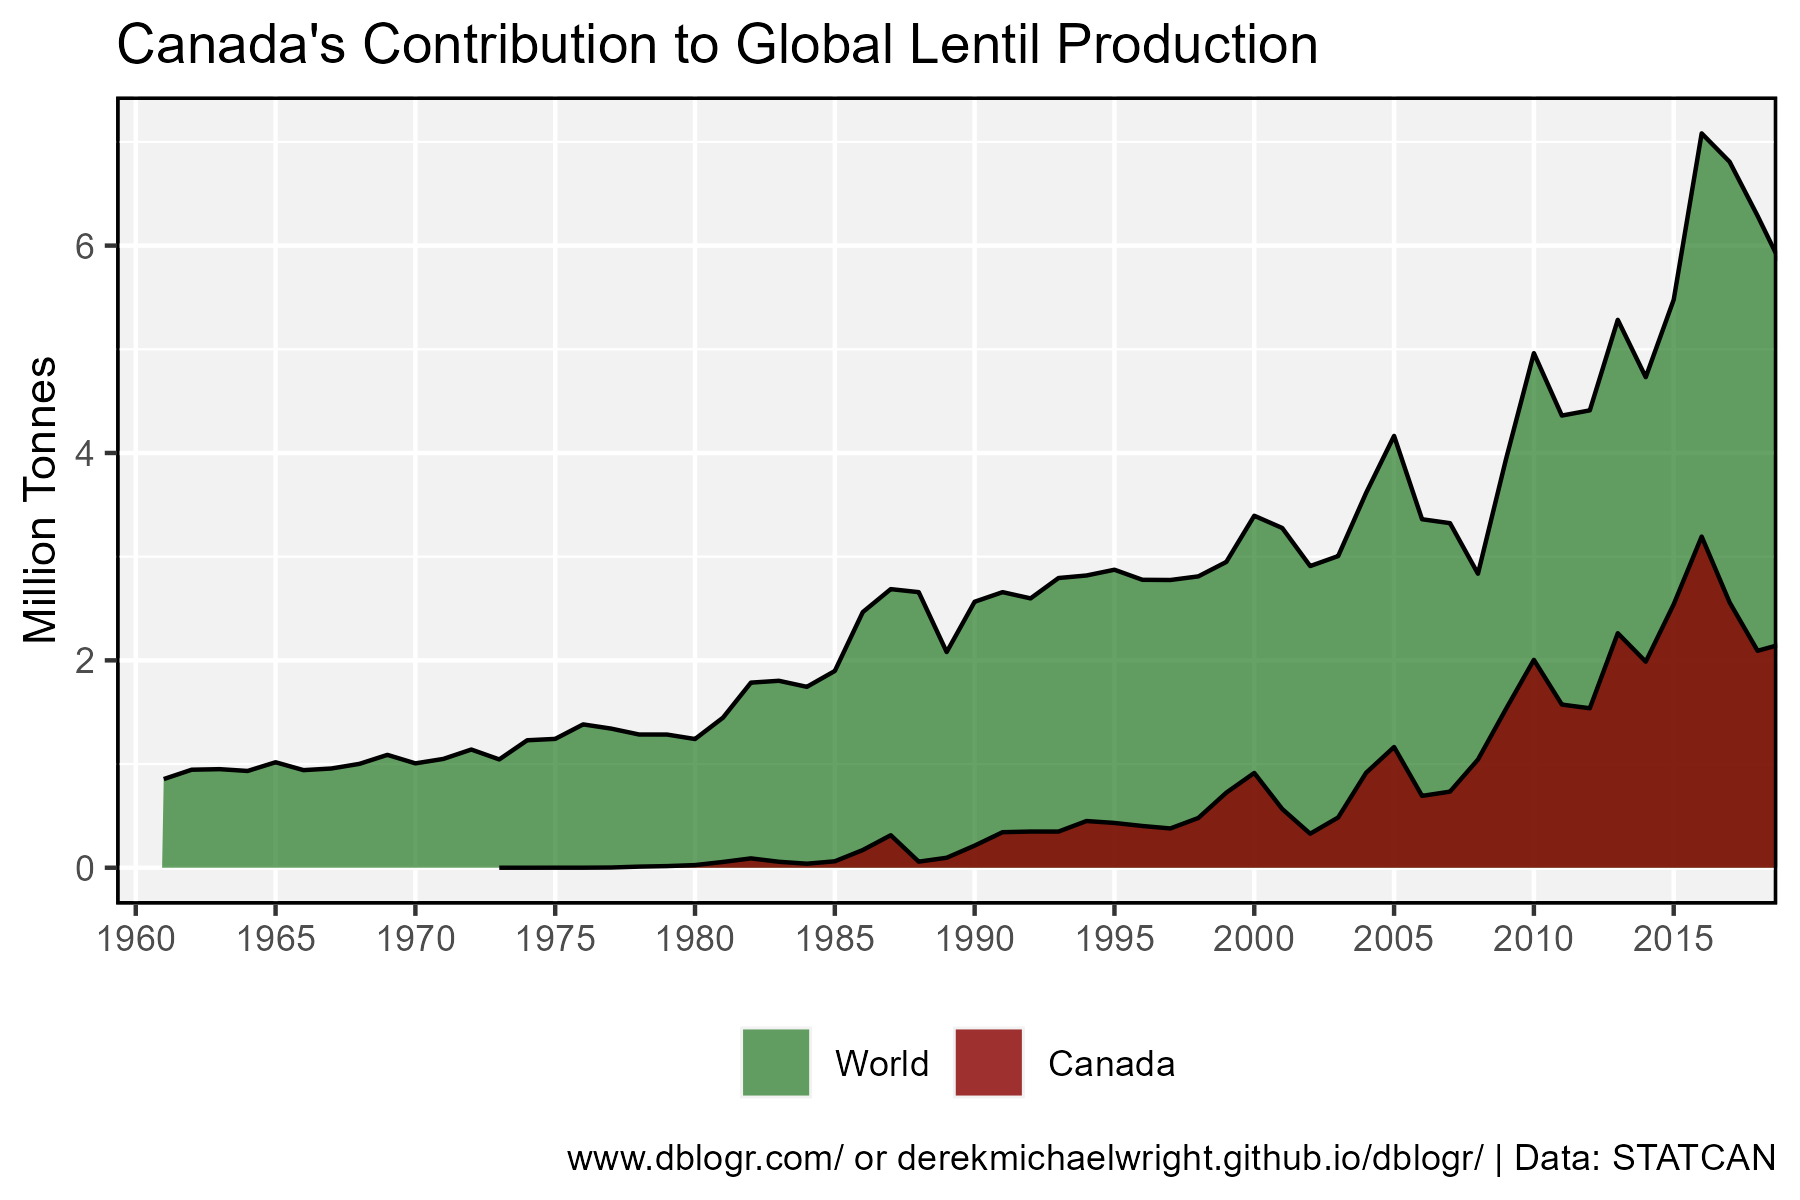 Canada's Contribution to Global Lentil Production
Million Tonnes
6
4
2
0
1960 1965 1970 1975 1980 1985 1990 1995 2000 2005 2010 2015
World Canada
www.dblogr.com/ or derekmichaelwright.github.io/dblogr/ | Data: STATCAN